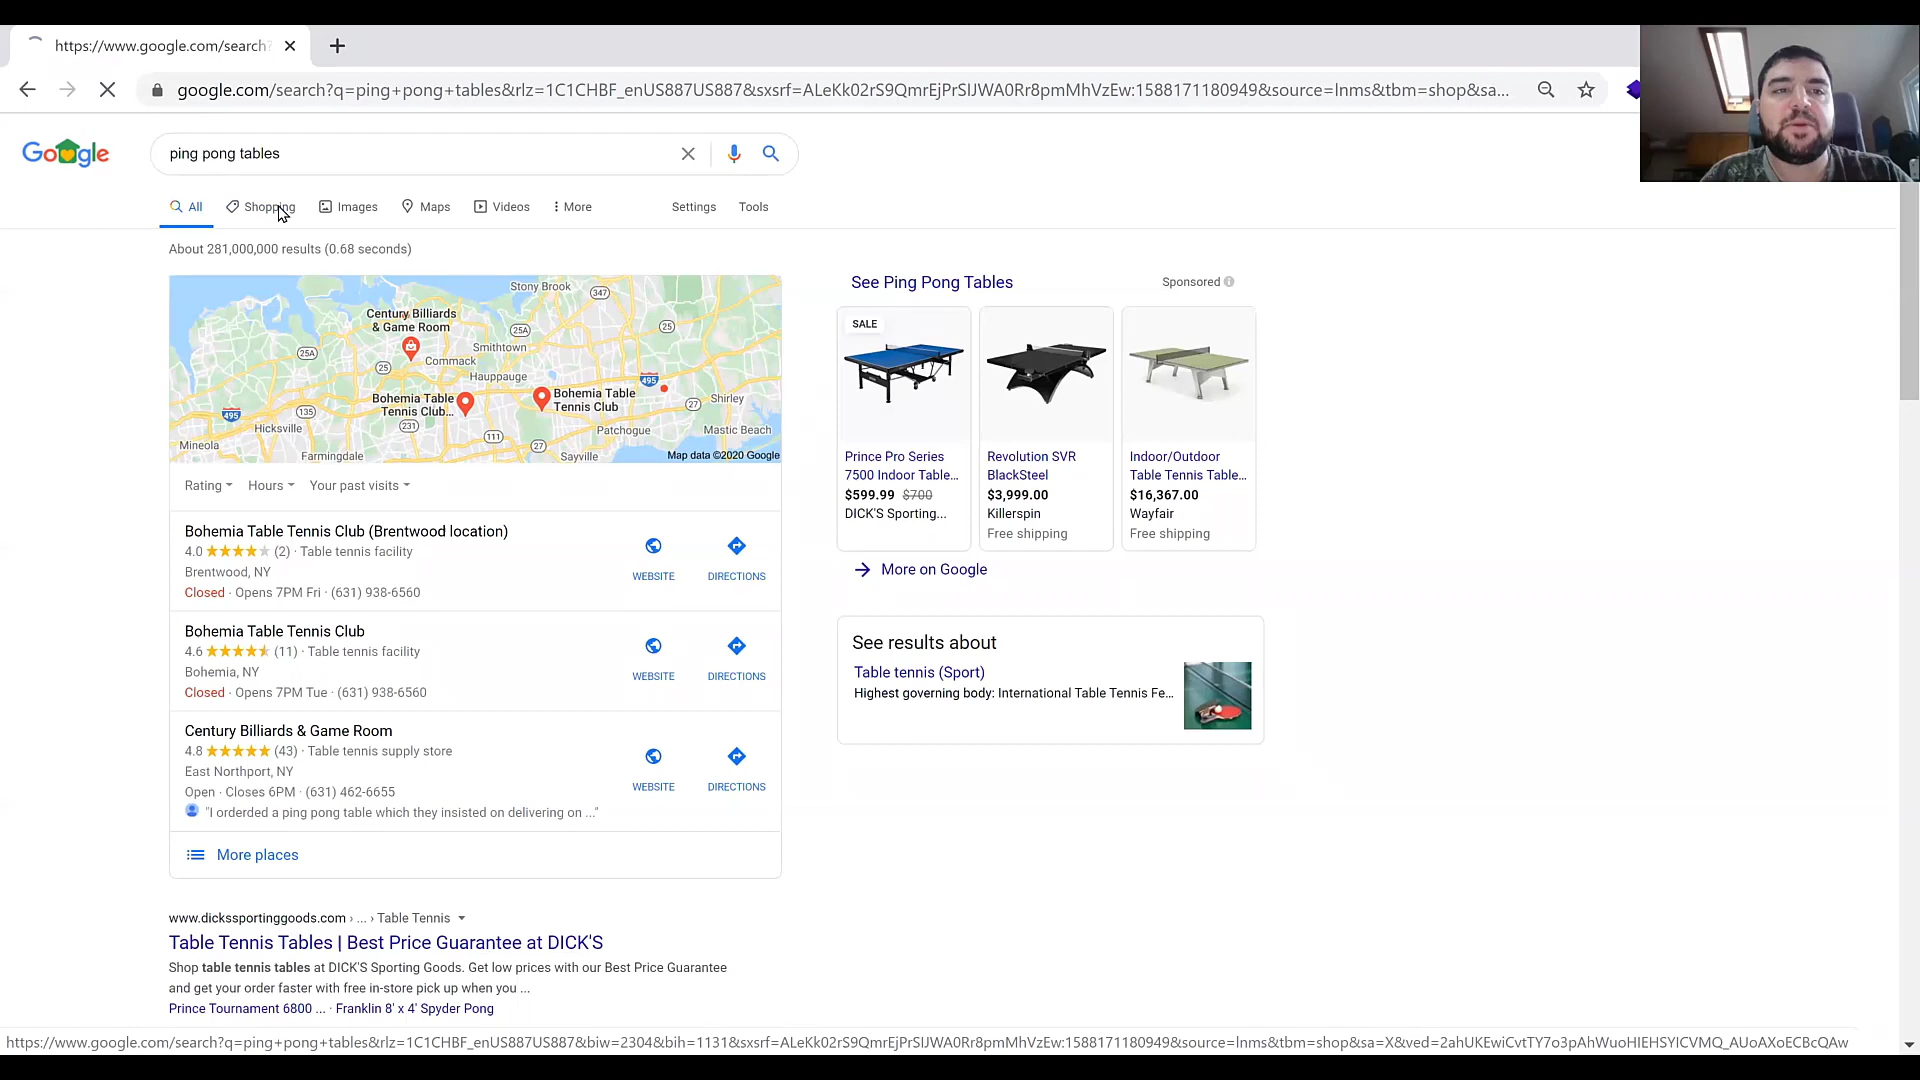 https://www.google.com/search?
google.com/search?q=ping+pong+tables&rlz=1C1CHBF_enUS887US887&sxsrf=ALeKk02rS9QmrEjPrSIJWA0Rr8pmMhVzEw:1588171180949&source=lnms&tbm=shop&sa...
Google
ping pong tables
All
Shopping
Images
Maps
Videos
More
Settings
Tools
About 281,000,000 results (0.68 seconds)
Stony Brook
347
Century Billiards
& Game Room
25A
25
25A
Smithtown
Commack
25
Hauppauge
495
Bohemia Table
Tennis Club...
Bohemia Table
Tennis Club
Shirley
27
495
135
231
Hicksville
111
Patchogue
Mastic Beach
Mineola
27
Farmingdale
Sayville
Map data ©2020 Google
Rating
Hours
Your past visits
Bohemia Table Tennis Club (Brentwood location)
4.0 (2) · Table tennis facility
Brentwood, NY
Closed · Opens 7PM Fri · (631) 938-6560
WEBSITE
DIRECTIONS
Bohemia Table Tennis Club
4.6 (11) · Table tennis facility
Bohemia, NY
Closed · Opens 7PM Tue · (631) 938-6560
WEBSITE
DIRECTIONS
Century Billiards & Game Room
4.8 (43) · Table tennis supply store
East Northport, NY
Open · Closes 6PM · (631) 462-6655
"I orderded a ping pong table which they insisted on delivering on ..."
WEBSITE
DIRECTIONS
More places
www.dickssportinggoods.com › ... › Table Tennis
Table Tennis Tables | Best Price Guarantee at DICK'S
Shop table tennis tables at DICK'S Sporting Goods. Get low prices with our Best Price Guarantee
and get your order faster with free in-store pick up when you ...
Prince Tournament 6800 ... · Franklin 8' x 4' Spyder Pong
See Ping Pong Tables
Sponsored
SALE
Prince Pro Series
7500 Indoor Table...
$599.99 $700
DICK'S Sporting...
Revolution SVR
BlackSteel
$3,999.00
Killerspin
Free shipping
Indoor/Outdoor
Table Tennis Table...
$16,367.00
Wayfair
Free shipping
More on Google
See results about
Table tennis (Sport)
Highest governing body: International Table Tennis Fe...
https://www.google.com/search?q=ping+pong+tables&rlz=1C1CHBF_enUS887US887&biw=2304&bih=1131&sxsrf=ALeKk02rS9QmrEjPrSIJWA0Rr8pmMhVzEw:1588171180949&source=lnms&tbm=shop&sa=X&ved=2ahUKEwiCvtTY7o3pAhWuoHIEHSYICVMQ_AUoAXoECBcQAw